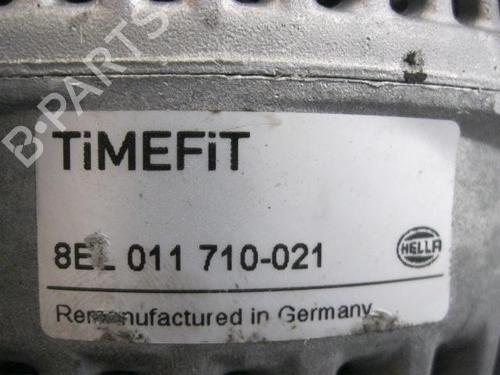 B-PARTS
TiMEFiT
8EL 011 710-021
HELLA
Remanufactured in Germany